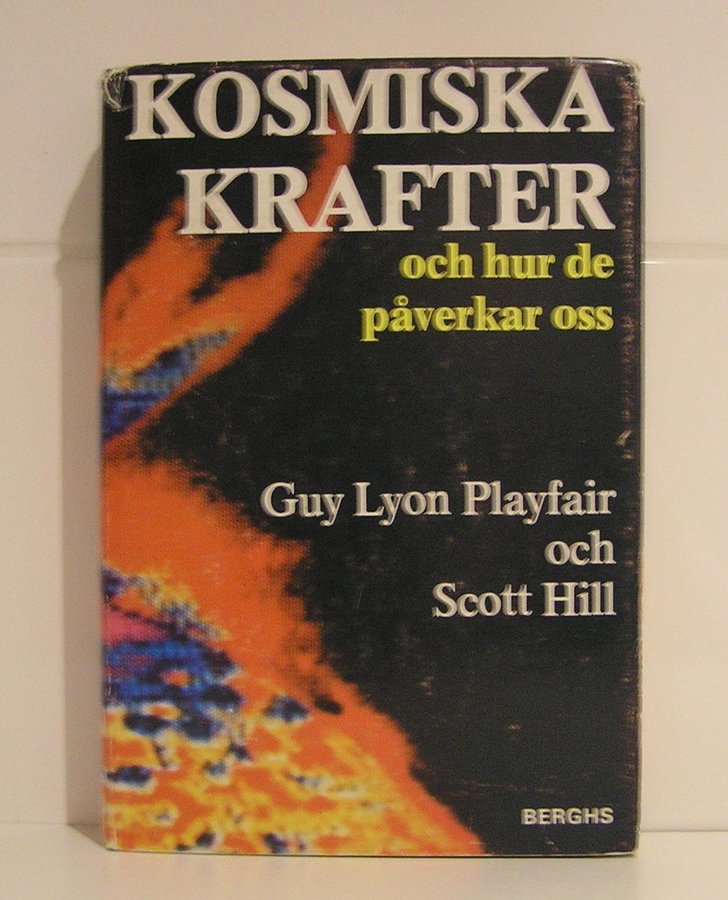 KOSMISKA
KRAFTER
och hur de
påverkar oss
Guy Lyon Playfair
och
Scott Hill
BERGHS